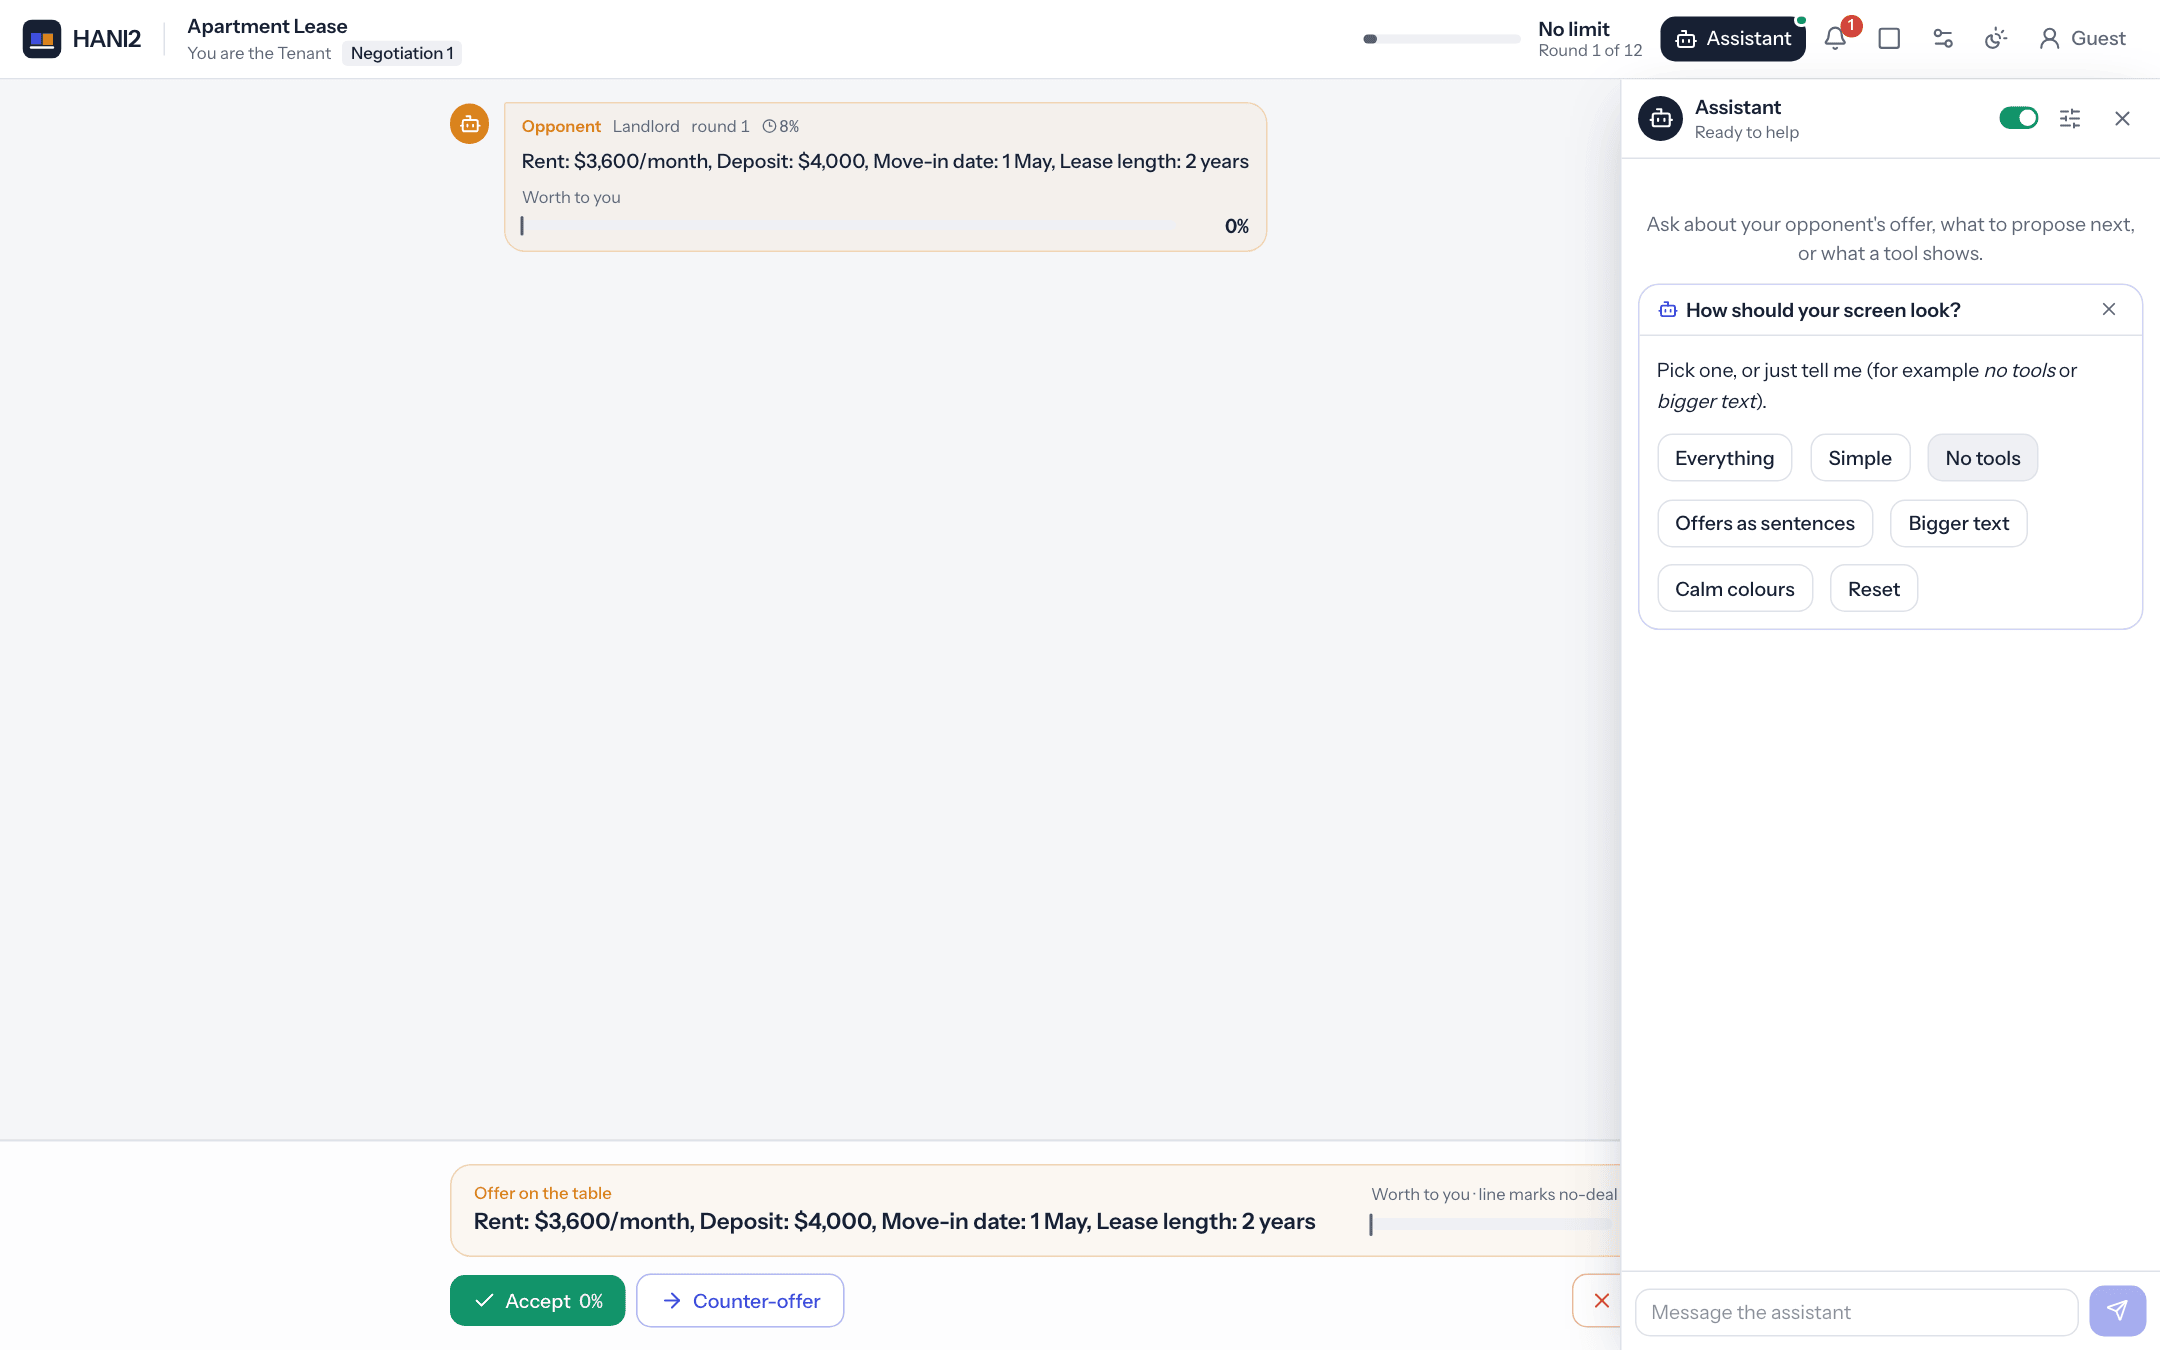 HANI2
Apartment Lease
You are the Tenant Negotiation 1
No limit
Round 1 of 12
Assistant
1
Guest
Opponent Landlord round 1 8%
Rent: $3,600/month, Deposit: $4,000, Move-in date: 1 May, Lease length: 2 years
Worth to you
0%
Assistant
Ready to help
Ask about your opponent's offer, what to propose next,
or what a tool shows.
How should your screen look?
Pick one, or just tell me (for example no tools or
bigger text).
Everything Simple No tools
Offers as sentences Bigger text
Calm colours Reset
Offer on the table
Rent: $3,600/month, Deposit: $4,000, Move-in date: 1 May, Lease length: 2 years
Worth to you · line marks no-deal
Accept 0% Counter-offer
Message the assistant